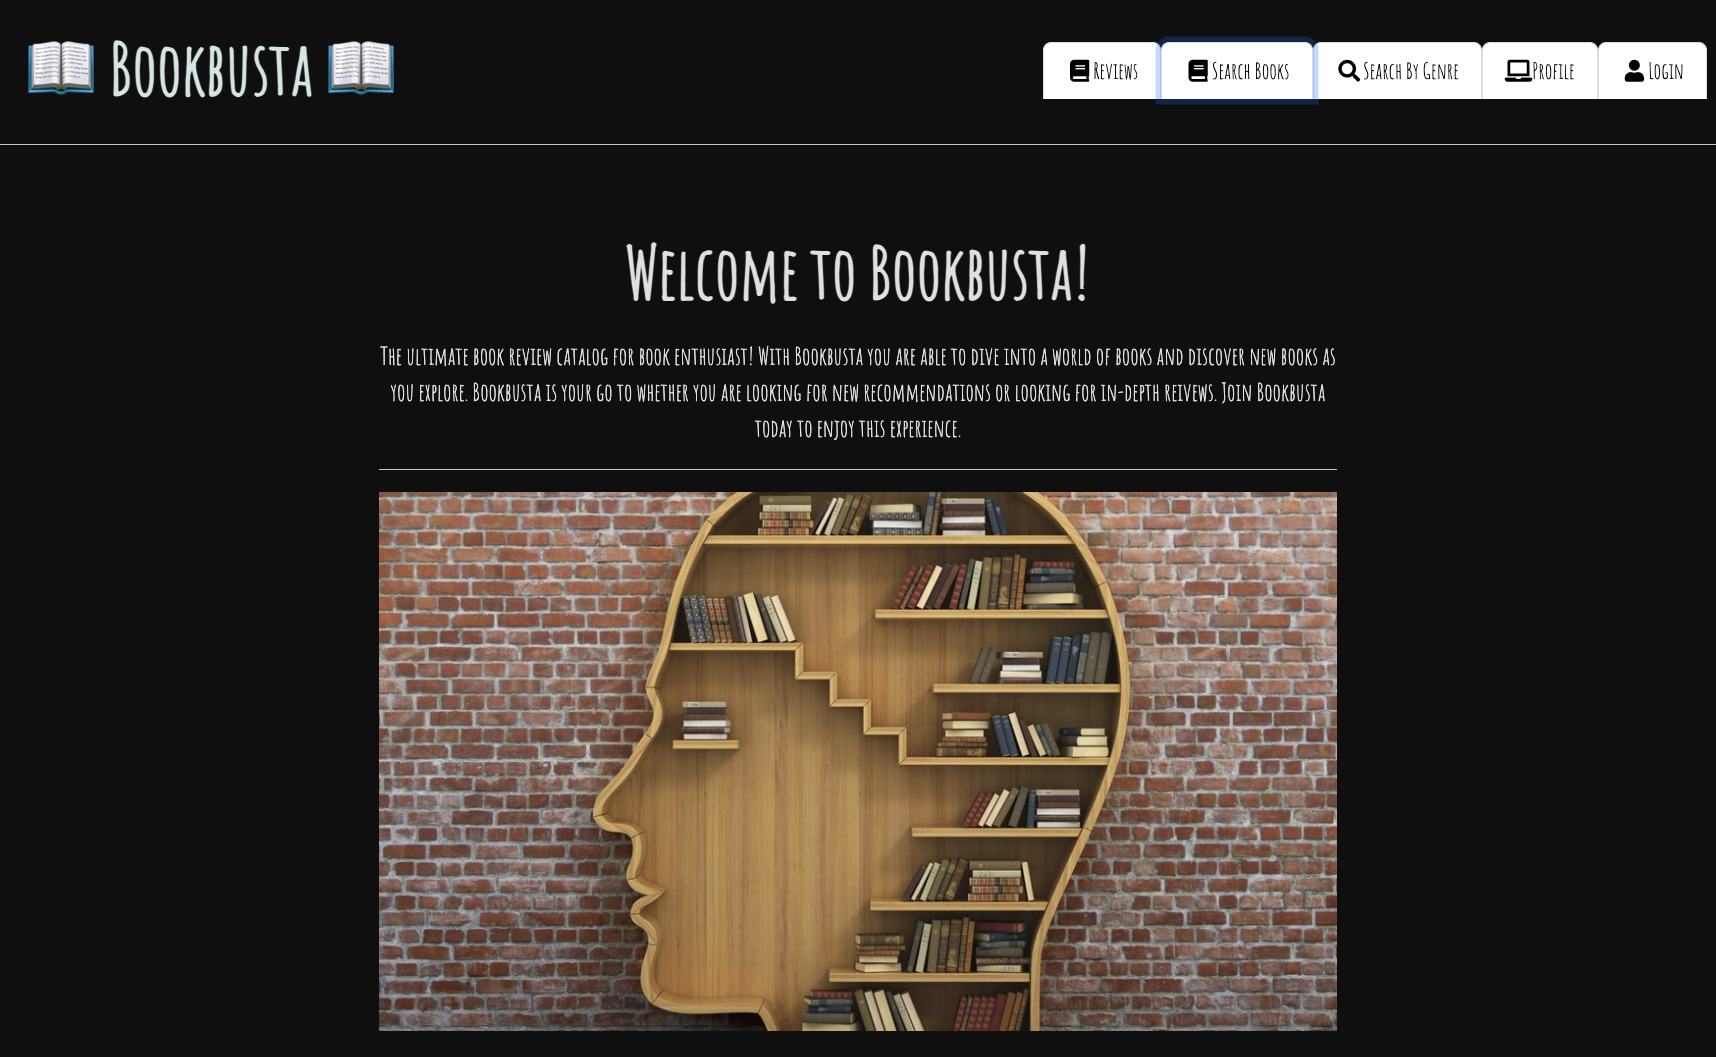 Bookbusta
Reviews
Search Books
Search By Genre
Profile
Login
Welcome to Bookbusta!
The ultimate book review catalog for book enthusiast! With Bookbusta you are able to dive into a world of books and discover new books as
you explore. Bookbusta is your go to whether you are looking for new recommendations or looking for in-depth reivews. Join Bookbusta
today to enjoy this experience.